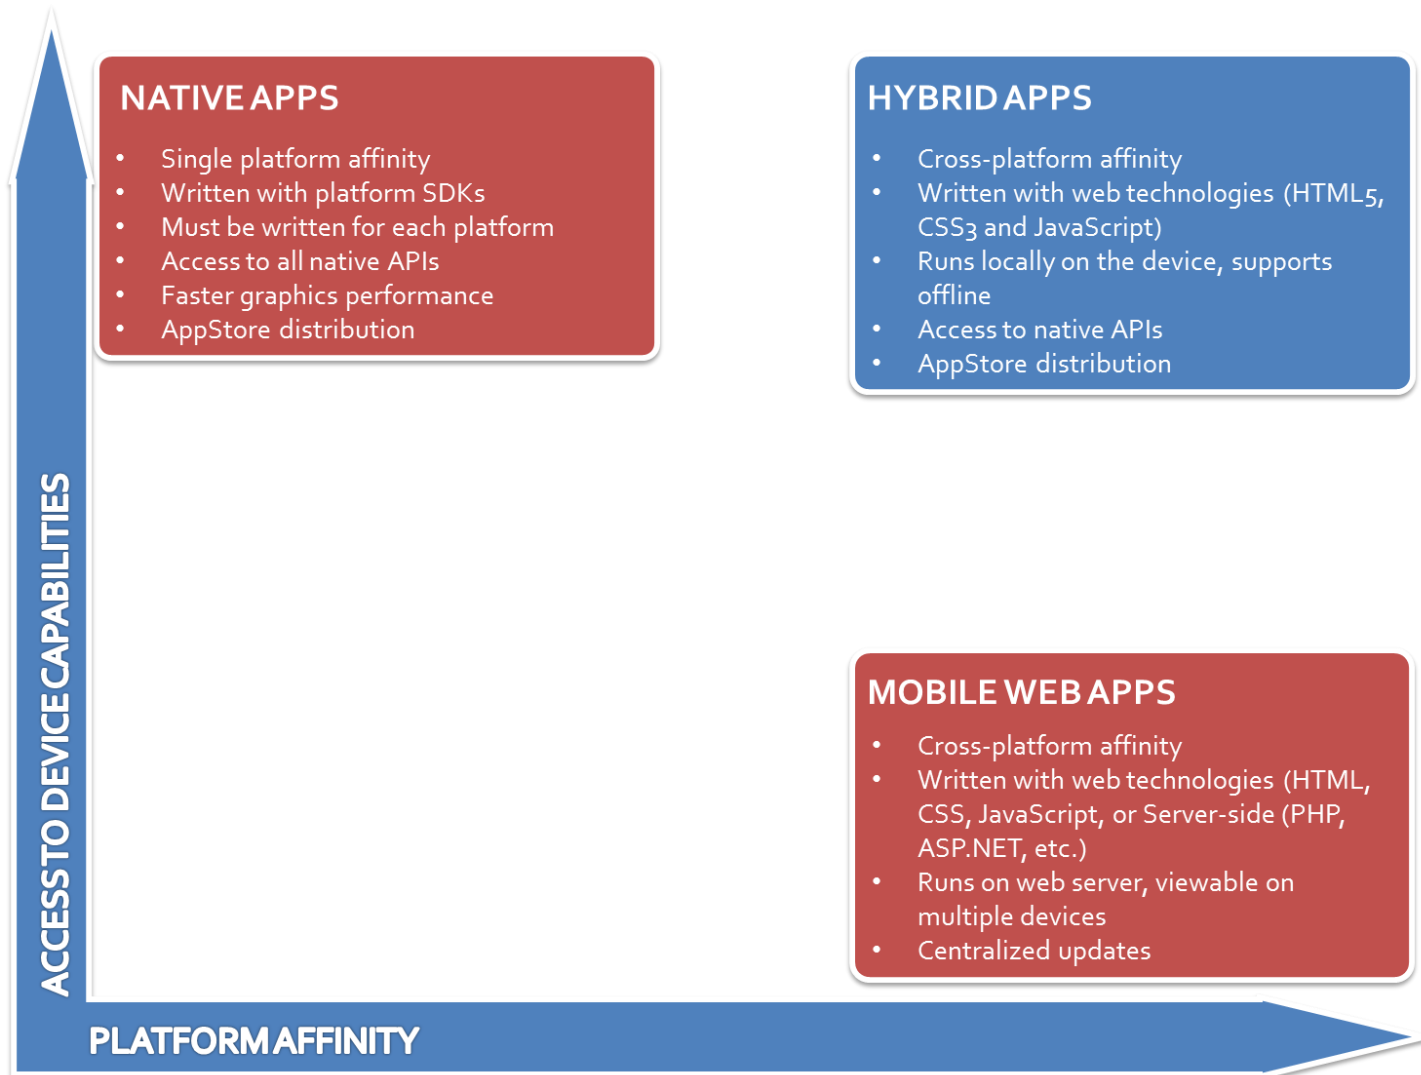 NATIVE APPS
• Single platform affinity
• Written with platform SDKs
• Must be written for each platform
• Access to all native APIs
• Faster graphics performance
• AppStore distribution
HYBRID APPS
• Cross-platform affinity
• Written with web technologies (HTML5,
CSS3 and JavaScript)
• Runs locally on the device, supports
offline
• Access to native APIs
• AppStore distribution
ACCESS TO DEVICE CAPABILITIES
MOBILE WEB APPS
• Cross-platform affinity
• Written with web technologies (HTML,
CSS, JavaScript, or Server-side (PHP,
ASP.NET, etc.)
• Runs on web server, viewable on
multiple devices
• Centralized updates
PLATFORM AFFINITY